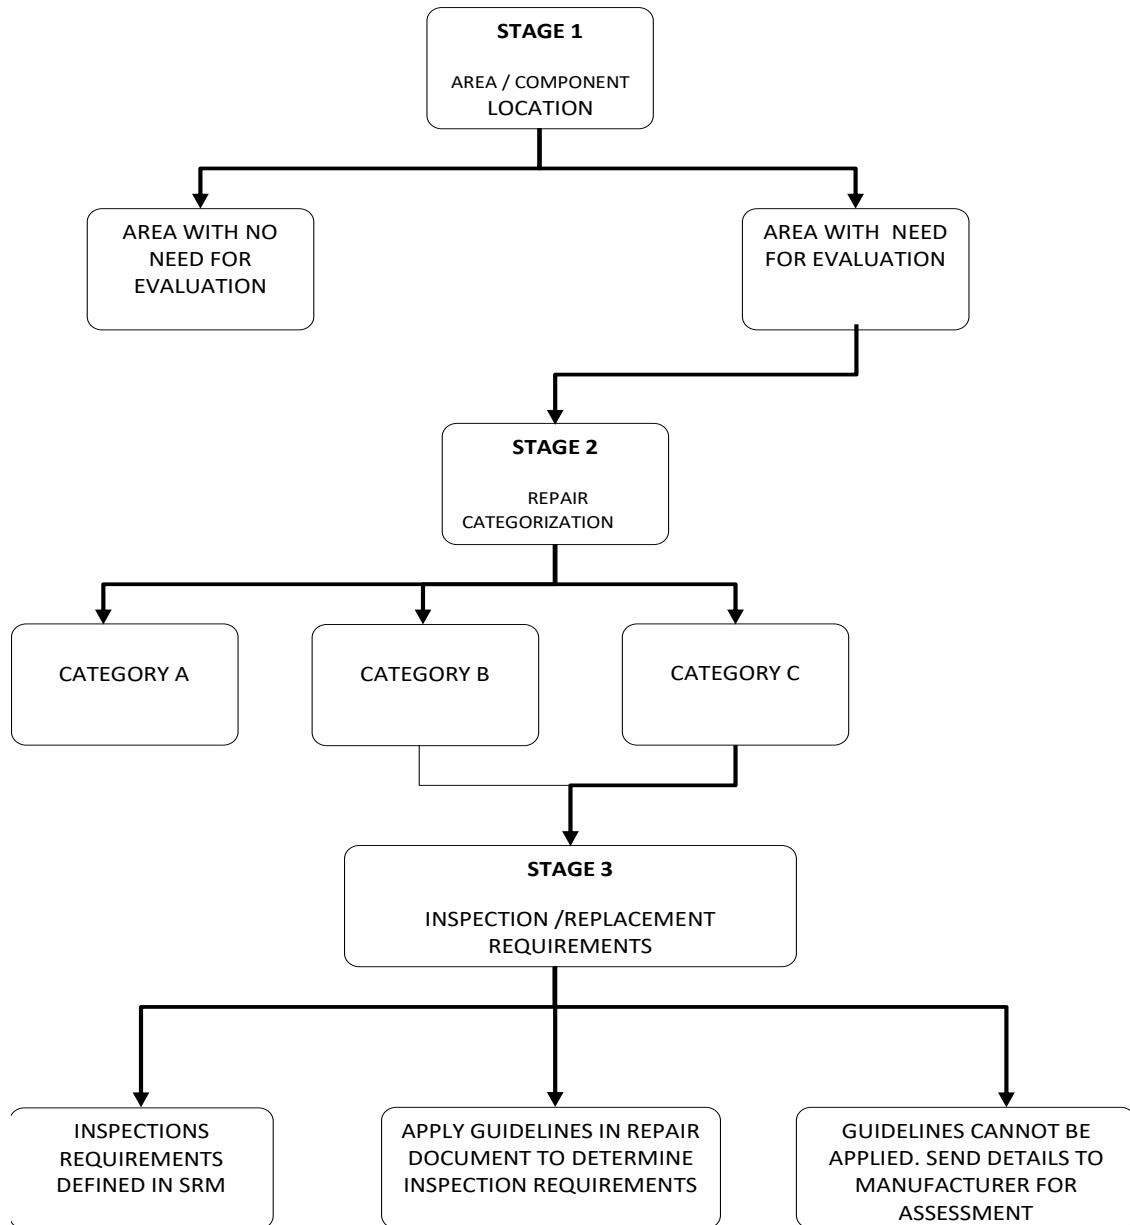 STAGE 1
AREA / COMPONENT
LOCATION
AREA WITH NO
NEED FOR
EVALUATION
AREA WITH  NEED
FOR EVALUATION
STAGE 2
REPAIR
CATEGORIZATION
CATEGORY A
CATEGORY B
CATEGORY C
STAGE 3
INSPECTION /REPLACEMENT
REQUIREMENTS
INSPECTIONS
REQUIREMENTS
DEFINED IN SRM
APPLY GUIDELINES IN REPAIR
DOCUMENT TO DETERMINE
INSPECTION REQUIREMENTS
GUIDELINES CANNOT BE
APPLIED. SEND DETAILS TO
MANUFACTURER FOR
ASSESSMENT